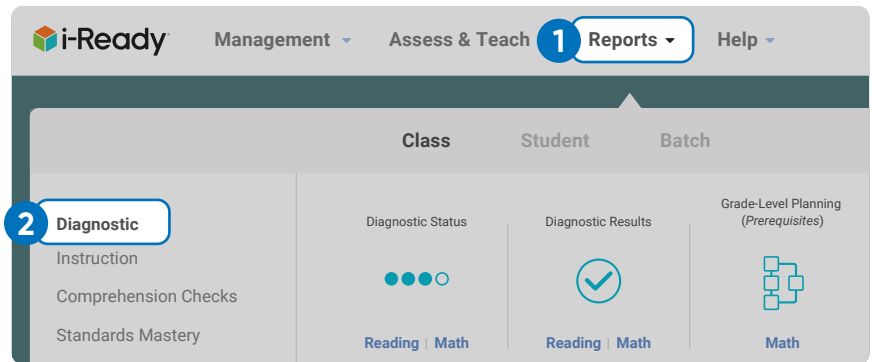 i-Ready Management Assess & Teach 1 Reports Help
Class Student Batch
2 Diagnostic
Instruction
Comprehension Checks
Standards Mastery
Diagnostic Status
Reading | Math
Diagnostic Results
Reading | Math
Grade-Level Planning
(Prerequisites)
Math